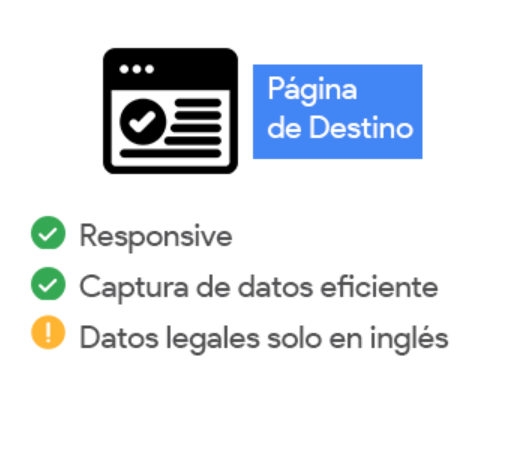 Página
de Destino
Responsive
Captura de datos eficiente
Datos legales solo en inglés